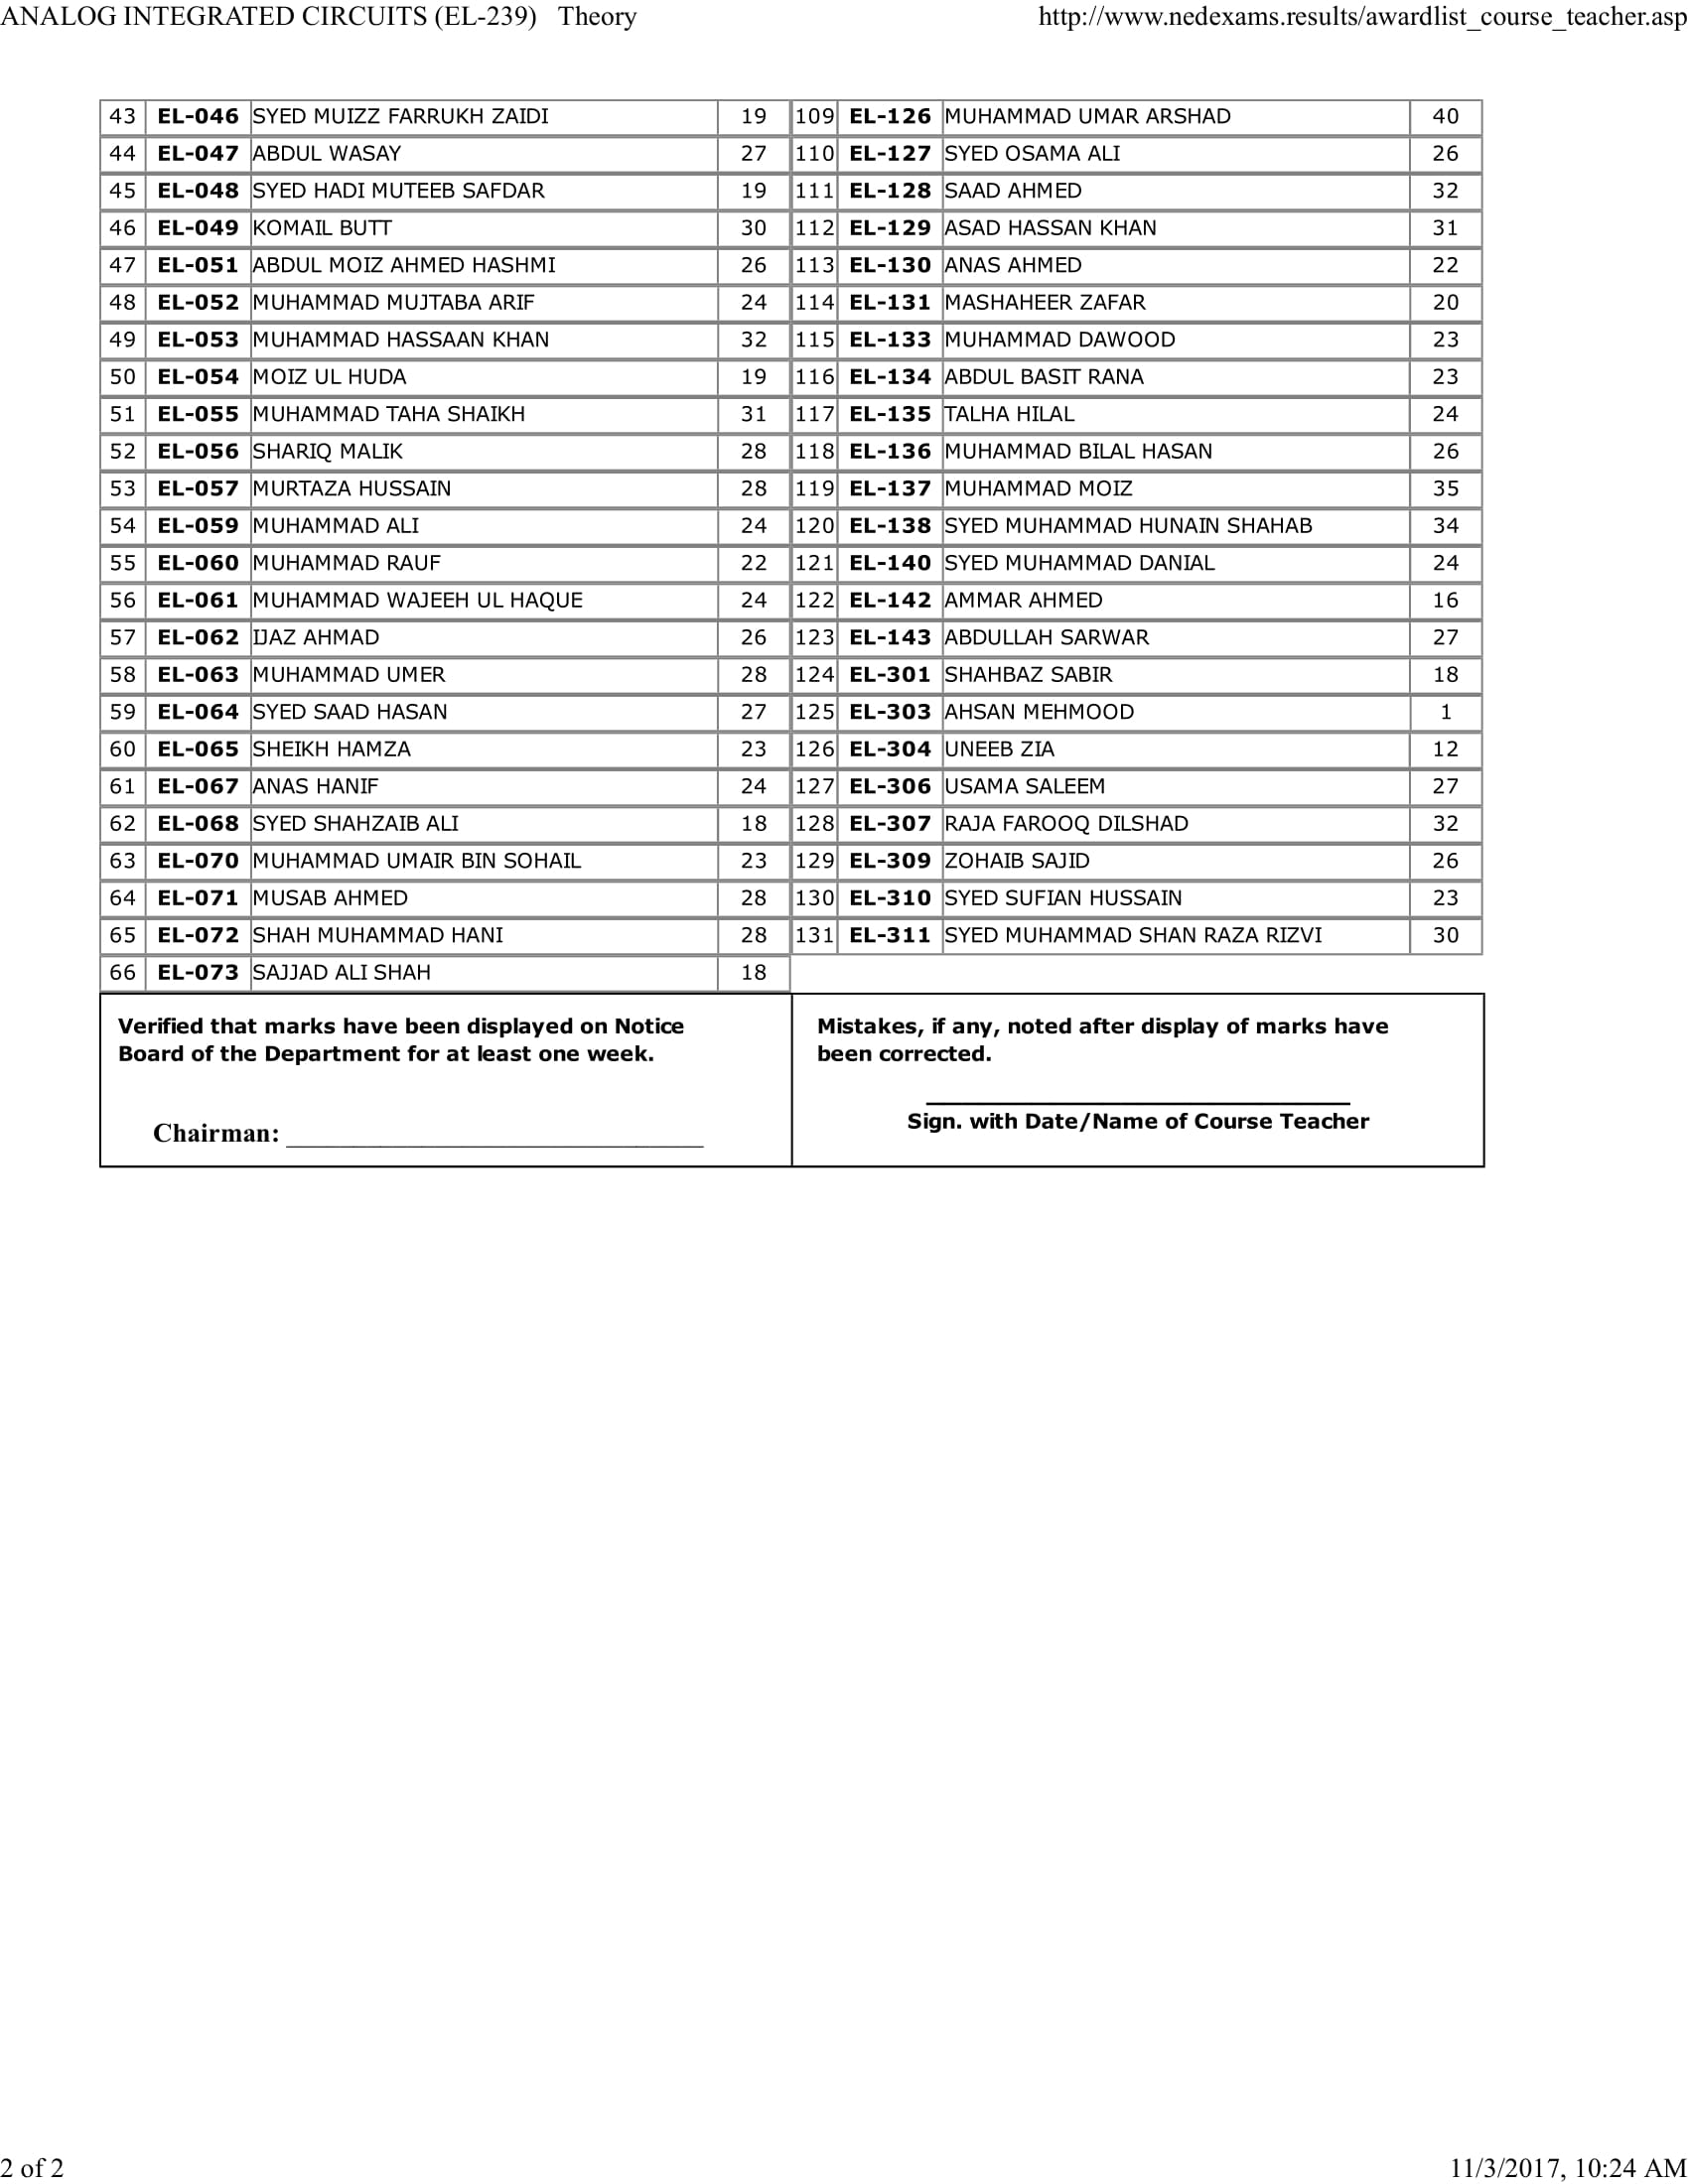 ANALOG INTEGRATED CIRCUITS (EL-239) Theory http://www.nedexams.results/awardlist_course_teacher.asp
43 EL-046 SYED MUIZZ FARRUKH ZAIDI 19 109 EL-126 MUHAMMAD UMAR ARSHAD 40
44 EL-047 ABDUL WASAY 27 110 EL-127 SYED OSAMA ALI 26
45 EL-048 SYED HADI MUTEEB SAFDAR 19 111 EL-128 SAAD AHMED 32
46 EL-049 KOMAIL BUTT 30 112 EL-129 ASAD HASSAN KHAN 31
47 EL-051 ABDUL MOIZ AHMED HASHMI 26 113 EL-130 ANAS AHMED 22
48 EL-052 MUHAMMAD MUJTABA ARIF 24 114 EL-131 MASHAHEER ZAFAR 20
49 EL-053 MUHAMMAD HASSAAN KHAN 32 115 EL-133 MUHAMMAD DAWOOD 23
50 EL-054 MOIZ UL HUDA 19 116 EL-134 ABDUL BASIT RANA 23
51 EL-055 MUHAMMAD TAHA SHAIKH 31 117 EL-135 TALHA HILAL 24
52 EL-056 SHARIQ MALIK 28 118 EL-136 MUHAMMAD BILAL HASAN 26
53 EL-057 MURTAZA HUSSAIN 28 119 EL-137 MUHAMMAD MOIZ 35
54 EL-059 MUHAMMAD ALI 24 120 EL-138 SYED MUHAMMAD HUNAIN SHAHAB 34
55 EL-060 MUHAMMAD RAUF 22 121 EL-140 SYED MUHAMMAD DANIAL 24
56 EL-061 MUHAMMAD WAJEEH UL HAQUE 24 122 EL-142 AMMAR AHMED 16
57 EL-062 IJAZ AHMAD 26 123 EL-143 ABDULLAH SARWAR 27
58 EL-063 MUHAMMAD UMER 28 124 EL-301 SHAHBAZ SABIR 18
59 EL-064 SYED SAAD HASAN 27 125 EL-303 AHSAN MEHMOOD 1
60 EL-065 SHEIKH HAMZA 23 126 EL-304 UNEEB ZIA 12
61 EL-067 ANAS HANIF 24 127 EL-306 USAMA SALEEM 27
62 EL-068 SYED SHAHZAIB ALI 18 128 EL-307 RAJA FAROOQ DILSHAD 32
63 EL-070 MUHAMMAD UMAIR BIN SOHAIL 23 129 EL-309 ZOHAIB SAJID 26
64 EL-071 MUSAB AHMED 28 130 EL-310 SYED SUFIAN HUSSAIN 23
65 EL-072 SHAH MUHAMMAD HANI 28 131 EL-311 SYED MUHAMMAD SHAN RAZA RIZVI 30
66 EL-073 SAJJAD ALI SHAH 18
Verified that marks have been displayed on Notice
Board of the Department for at least one week.
Chairman: ______________________________
Mistakes, if any, noted after display of marks have
been corrected.
______________________________
Sign. with Date/Name of Course Teacher
2 of 2 11/3/2017, 10:24 AM